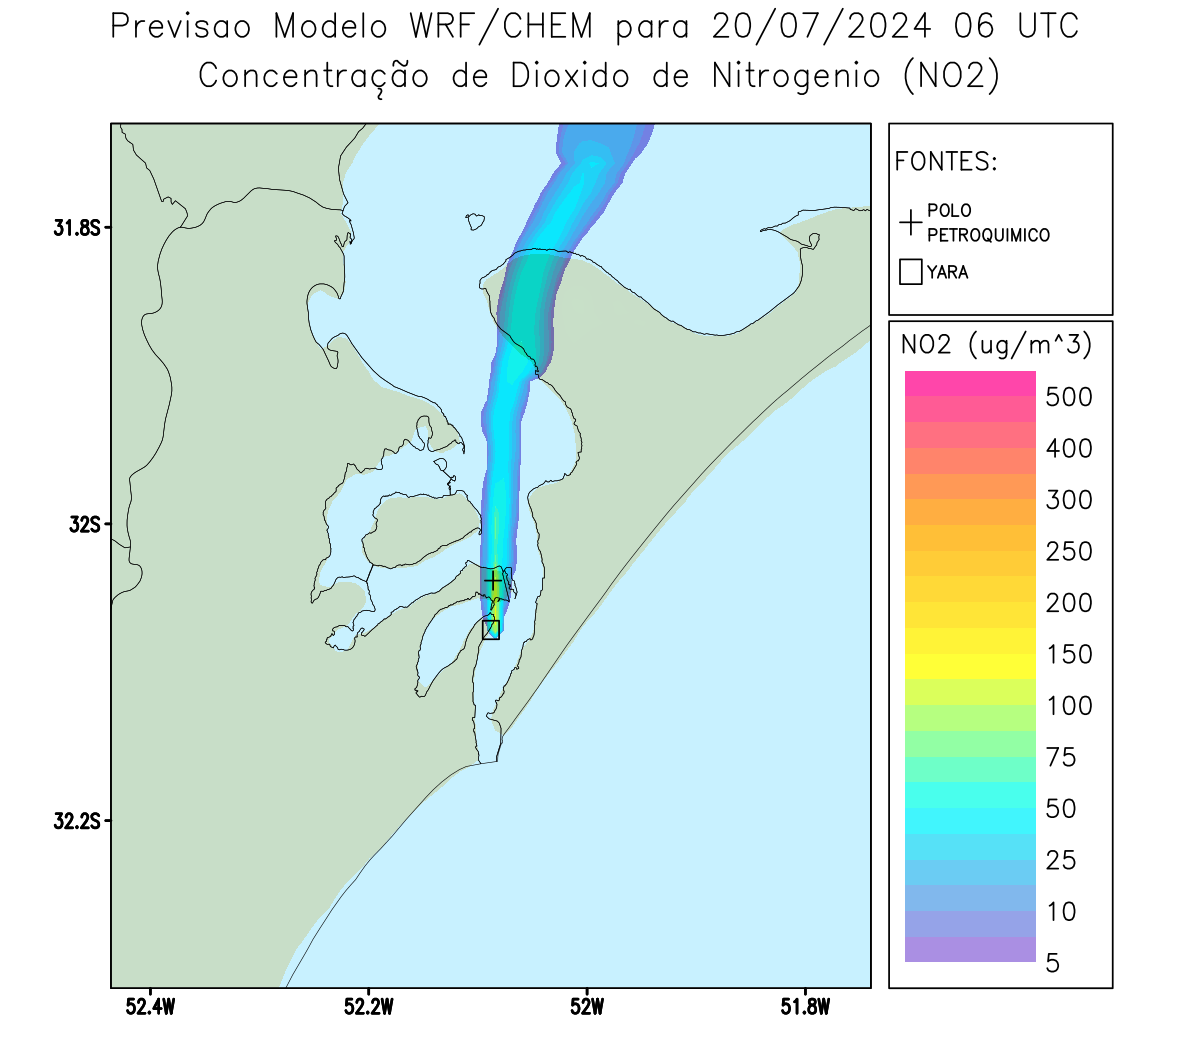 Previsao Modelo WRF/CHEM para 20/07/2024 06 UTC
Concentração de Dioxido de Nitrogenio (NO2)
FONTES:
POLO
PETROQUIMICO
YARA
NO2 (ug/m^3)
500
400
300
250
200
150
100
75
50
25
10
5
31.8S
32S
32.2S
52.4W
52.2W
52W
51.8W